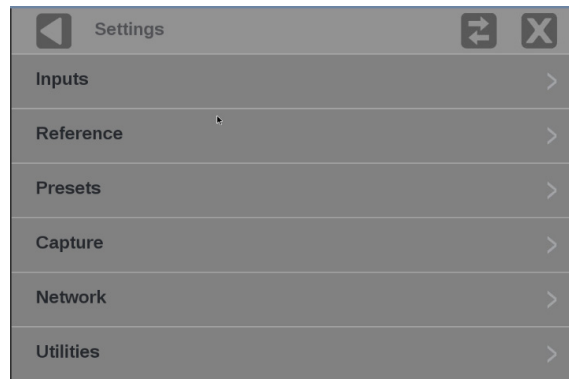 Settings
Inputs
Reference
Presets
Capture
Network
Utilities